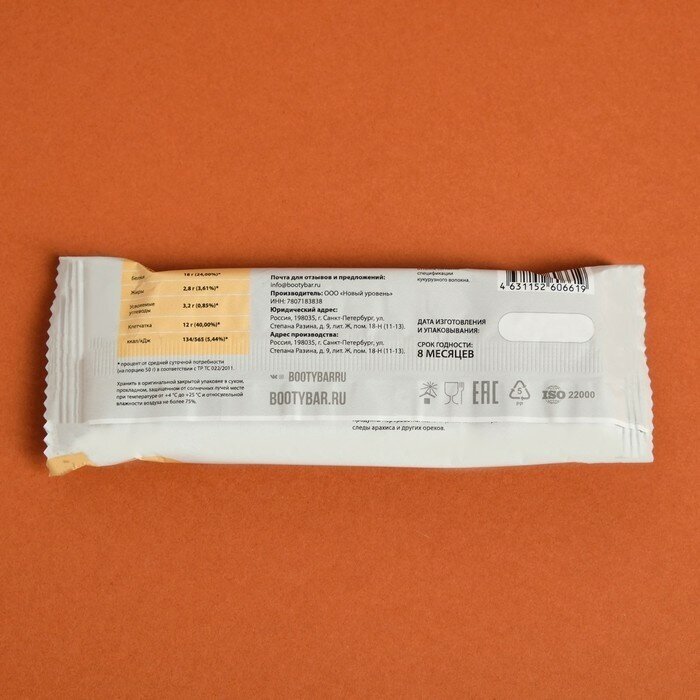 Белки 18 г (24,00%)*
Жиры 2,8 г (3,61%)*
Усвояемые 3,2 г (0,85%)*
углеводы
Клетчатка 12 г (40,00%)*
ккал/кДж 134/565 (5,44%)*
* процент от средней суточной потребности
(на порцию 50 г) в соответствии с ТР ТС 022/2011.
Хранить в оригинальной закрытой упаковке в сухом,
прохладном, защищенном от солнечных лучей месте
при температуре от +4 °C до +25 °C и относительной
влажности воздуха не более 75%.
Почта для отзывов и предложений:
info@bootybar.ru
Производитель: ООО «Новый уровень»
ИНН: 7807183838
Юридический адрес:
Россия, 198035, г. Санкт-Петербург, ул.
Степана Разина, д. 9, лит. Ж, пом. 18-Н (11-13).
Адрес производства:
Россия, 198035, г. Санкт-Петербург, ул.
Степана Разина, д. 9, лит. Ж, пом. 18-Н (11-13).
BOOTYBARRU
BOOTYBAR.RU
спецификации
кукурузного волокна.
4 631152 606619
ДАТА ИЗГОТОВЛЕНИЯ
И УПАКОВЫВАНИЯ:
СРОК ГОДНОСТИ:
8 МЕСЯЦЕВ
EAC
5
PP
ISO 22000
следы арахиса и других орехов.